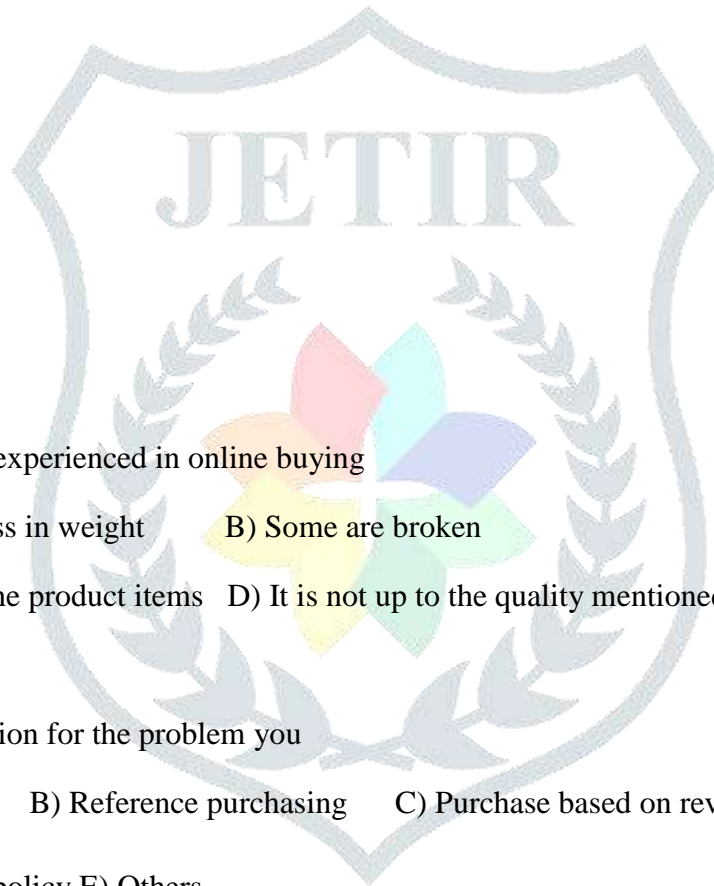 JETIR
experienced in online buying
ss in weight B) Some are broken
ne product items D) It is not up to the quality mentioned
ion for the problem you
B) Reference purchasing C) Purchase based on rev
policy E) Others